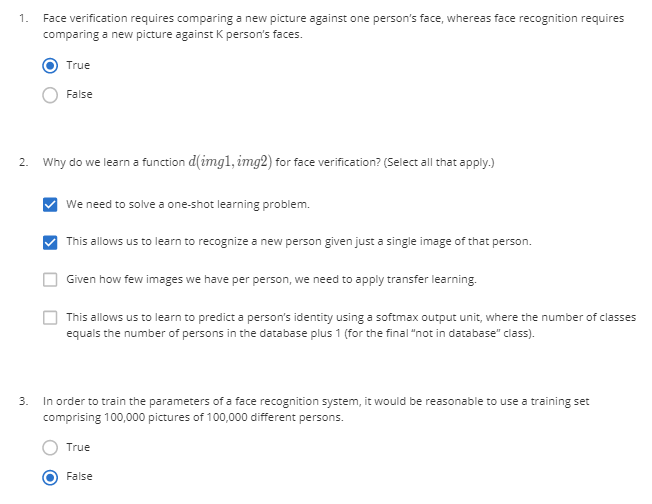 1. Face verification requires comparing a new picture against one person's face, whereas face recognition requires
comparing a new picture against K person's faces.
True
False
2. Why do we learn a function d(img1, img2) for face verification? (Select all that apply.)
We need to solve a one-shot learning problem.
This allows us to learn to recognize a new person given just a single image of that person.
Given how few images we have per person, we need to apply transfer learning.
This allows us to learn to predict a person's identity using a softmax output unit, where the number of classes
equals the number of persons in the database plus 1 (for the final "not in database" class).
3. In order to train the parameters of a face recognition system, it would be reasonable to use a training set
comprising 100,000 pictures of 100,000 different persons.
True
False